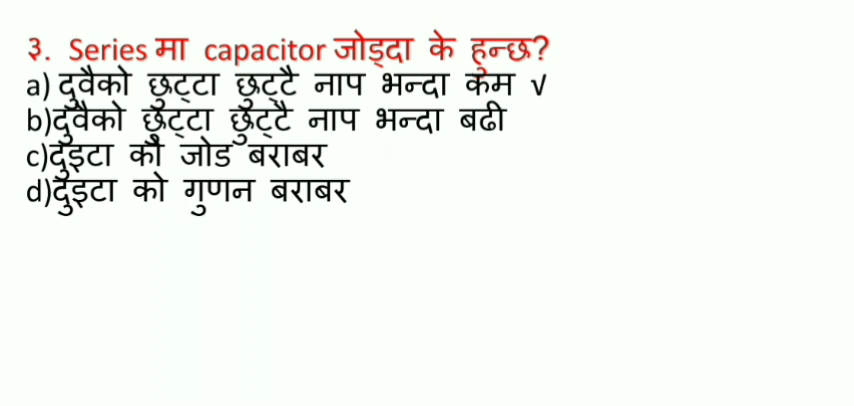 ३. Series मा capacitor जोड्दा के हुन्छ?
a) दुवैको छुट्टा छुट्टै नाप भन्दा कम √
b)दुवैको छुट्टा छुट्टै नाप भन्दा बढी
c)दुइटा को जोड बराबर
d)दुइटा को गुणन बराबर